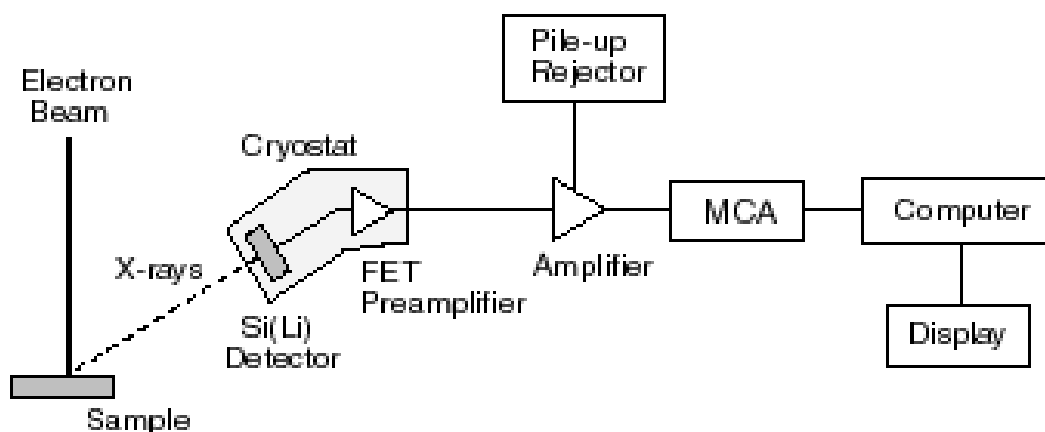 Pile-up
Rejector
Electron
Beam
Cryostat
MCA
Computer
X-rays
FET
Preamplifier
Amplifier
Si(Li)
Detector
Display
Sample